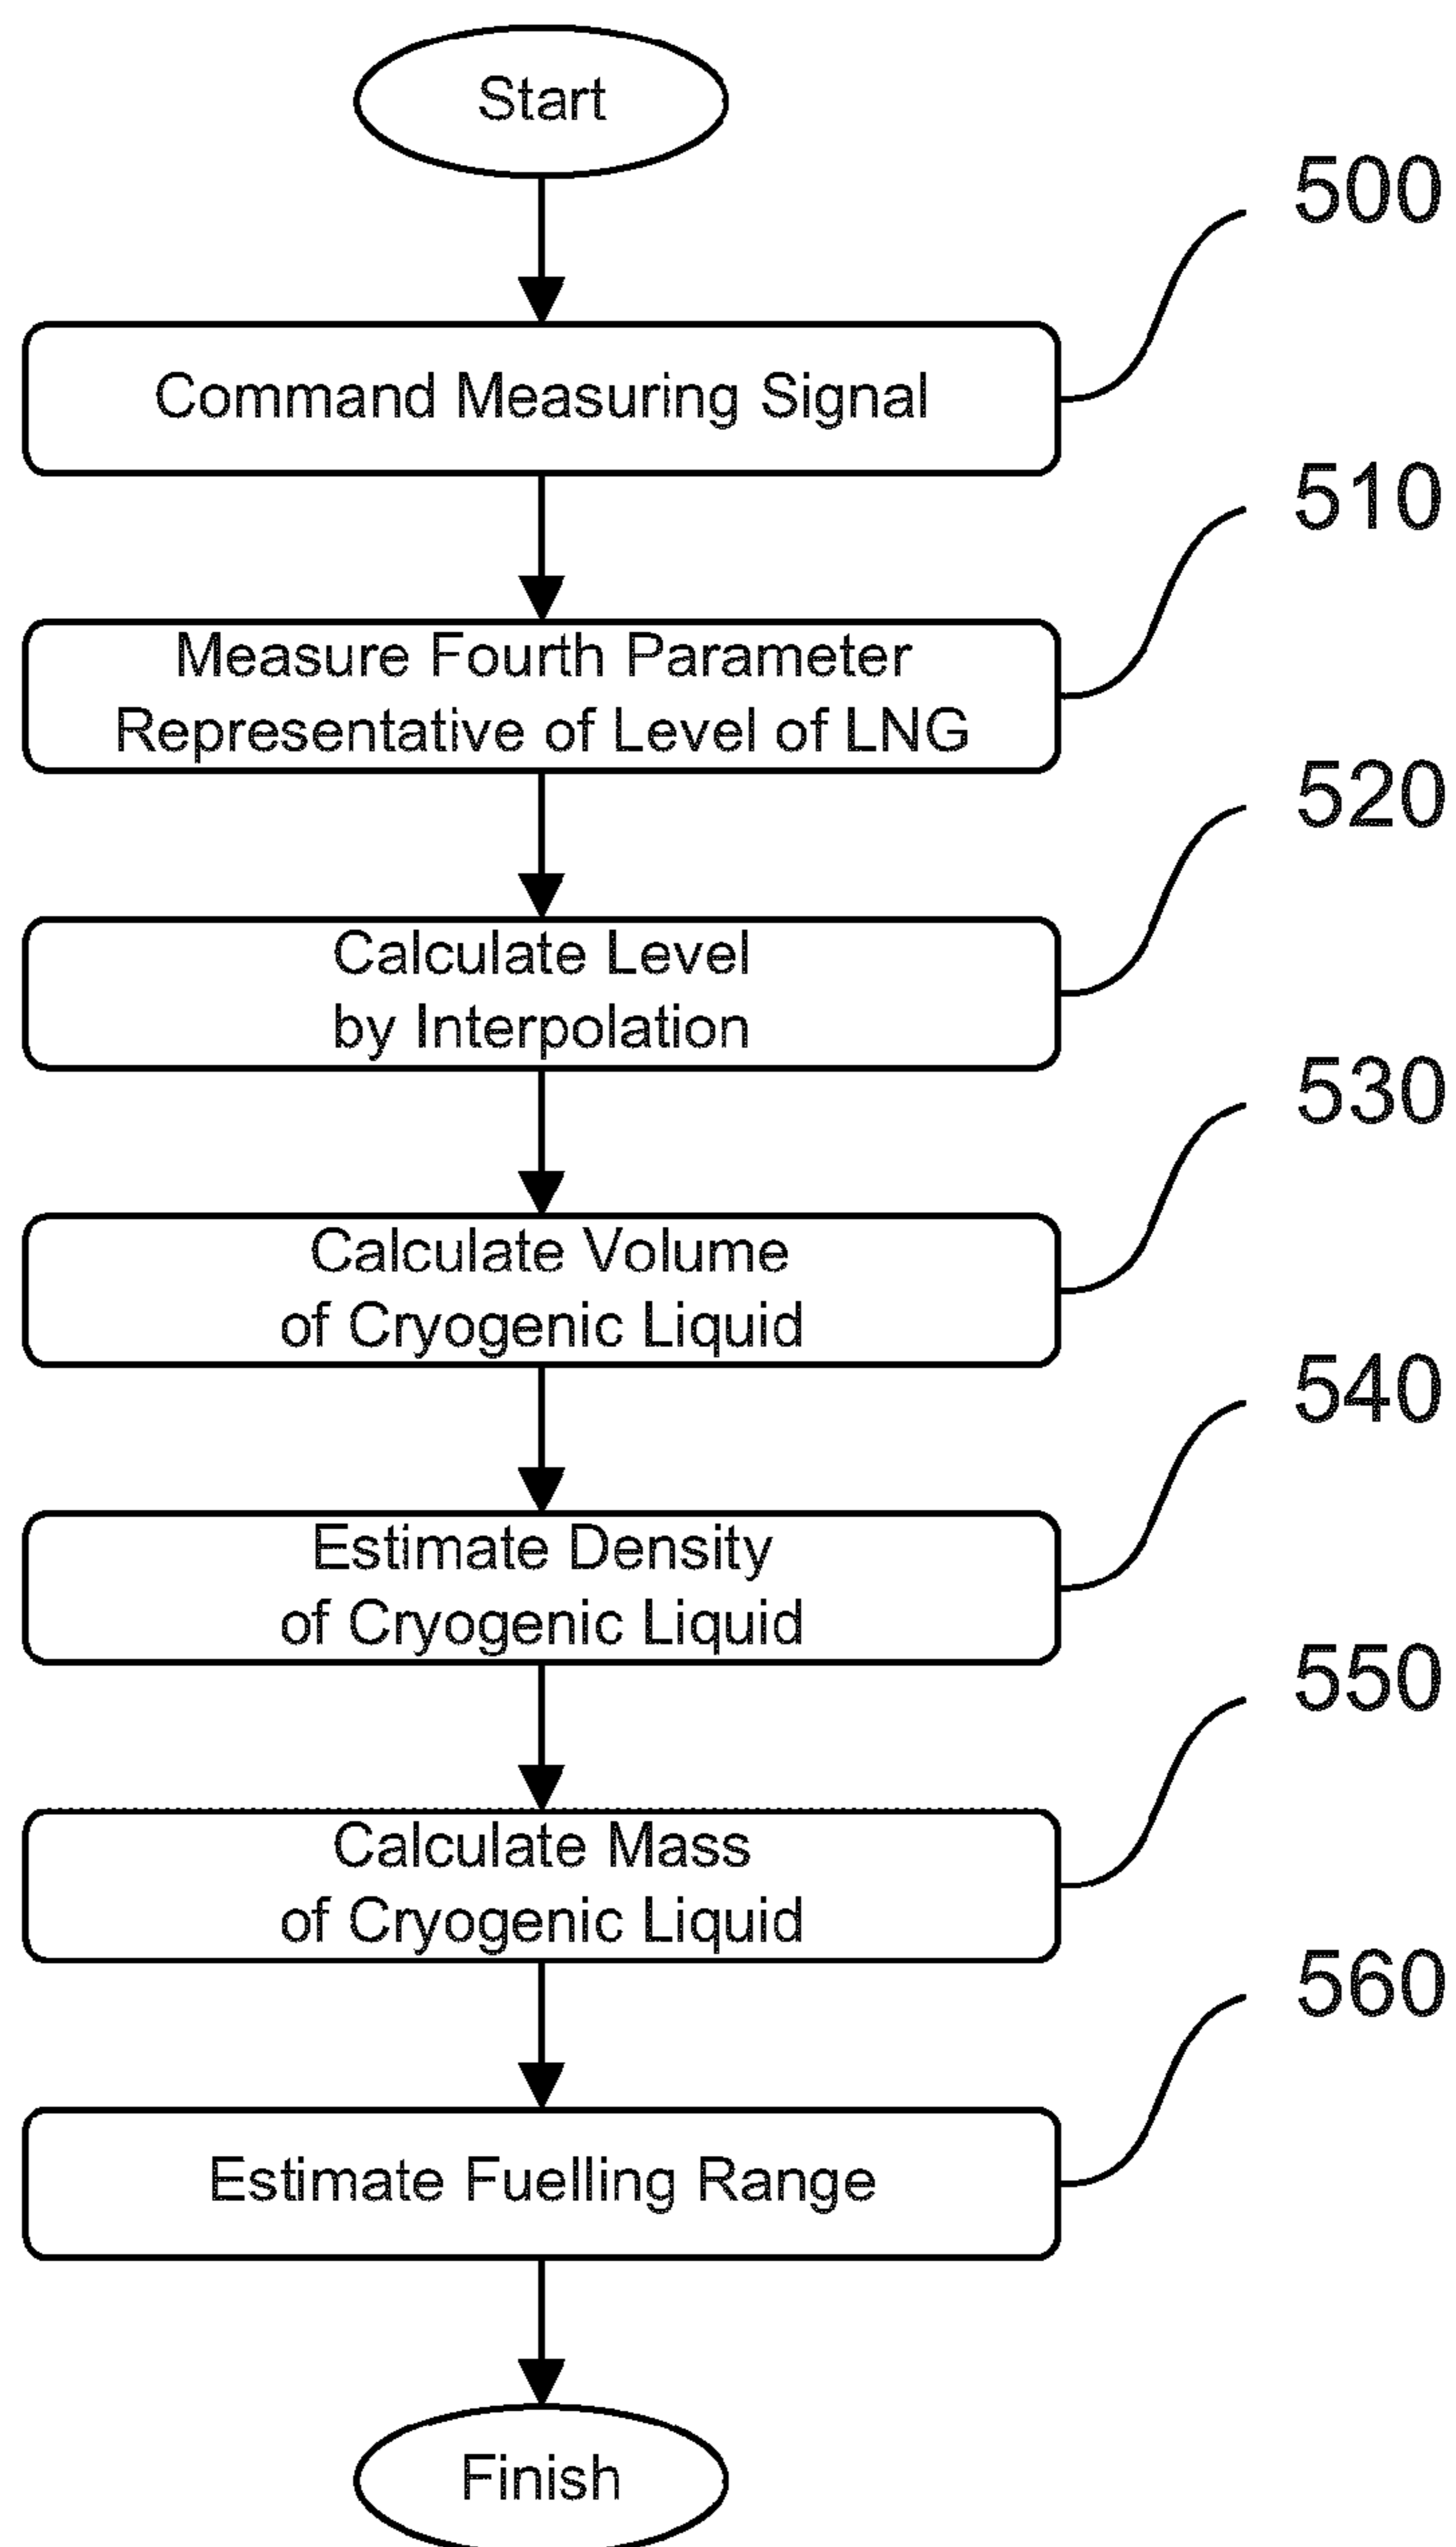 Start
500
Command Measuring Signal
510
Measure Fourth Parameter
Representative of Level of LNG
520
Calculate Level
by Interpolation
530
Calculate Volume
of Cryogenic Liquid
540
Estimate Density
of Cryogenic Liquid
550
Calculate Mass
of Cryogenic Liquid
560
Estimate Fuelling Range
Finish